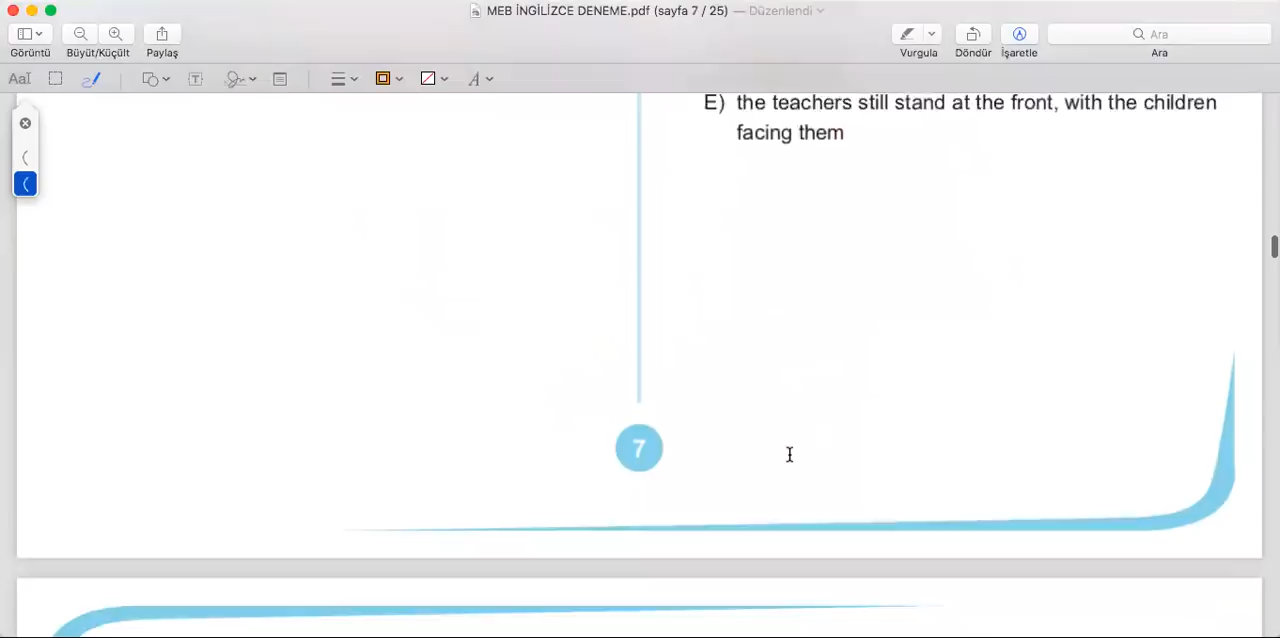 MEB İNGİLİZCE DENEME.pdf (sayfa 7 / 25) — Düzenlendi
Ara
Görüntü Büyüt/Küçült Paylaş Vurgula Döndür İşaretle Ara
AaI T A
E) the teachers still stand at the front, with the children
facing them
7